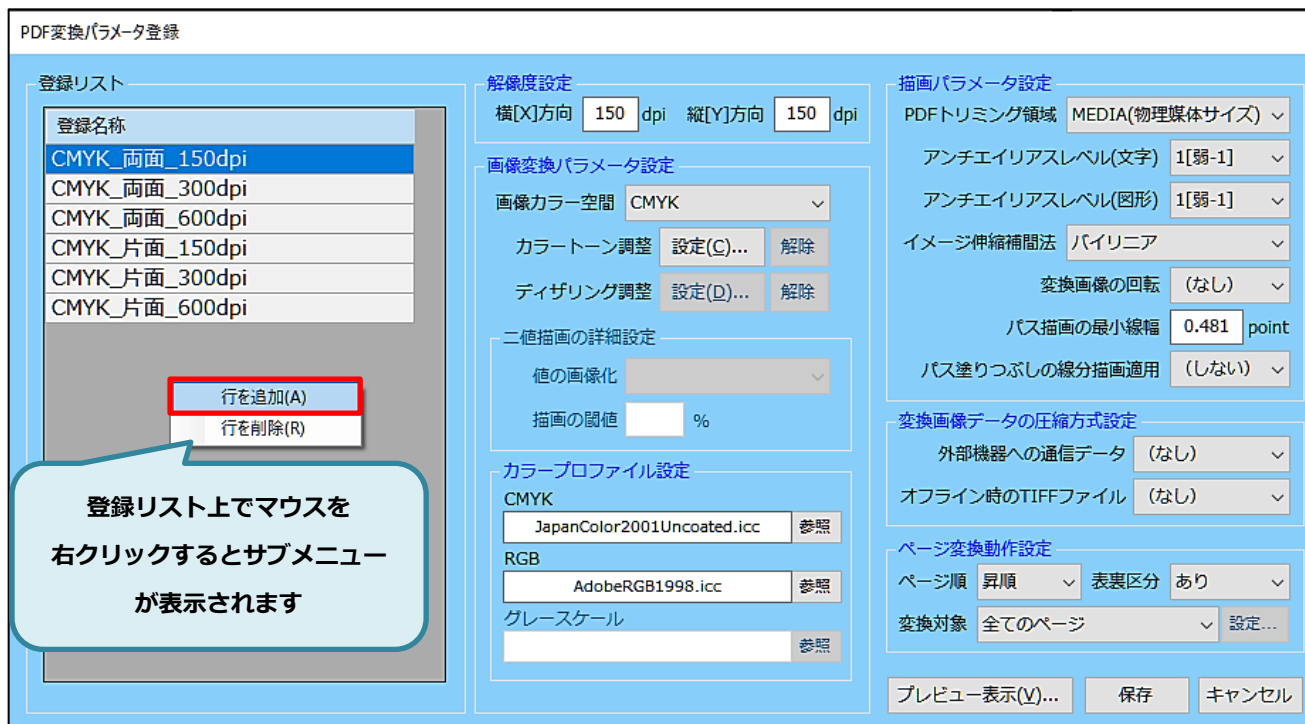 PDF変換パラメータ登録
登録リスト
登録名称
CMYK_両面_150dpi
CMYK_両面_300dpi
CMYK_両面_600dpi
CMYK_片面_150dpi
CMYK_片面_300dpi
CMYK_片面_600dpi
行を追加(A)
行を削除(R)
登録リスト上でマウスを
右クリックするとサブメニュー
が表示されます
解像度設定
横[X]方向 150 dpi 縦[Y]方向 150 dpi
画像変換パラメータ設定
画像カラー空間 CMYK
カラートーン調整 設定(C)... 解除
ディザリング調整 設定(D)... 解除
二値描画の詳細設定
値の画像化
描画の閾値 %
カラープロファイル設定
CMYK
JapanColor2001Uncoated.icc 参照
RGB
AdobeRGB1998.icc 参照
グレースケール
参照
描画パラメータ設定
PDFトリミング領域 MEDIA(物理媒体サイズ)
アンチエイリアスレベル(文字) 1[弱-1]
アンチエイリアスレベル(図形) 1[弱-1]
イメージ伸縮補間法 バイリニア
変換画像の回転 (なし)
パス描画の最小線幅 0.481 point
パス塗りつぶしの線分描画適用 (しない)
変換画像データの圧縮方式設定
外部機器への通信データ (なし)
オフライン時のTIFFファイル (なし)
ページ変換動作設定
ページ順 昇順 表裏区分 あり
変換対象 全てのページ 設定...
プレビュー表示(V)... 保存 キャンセル